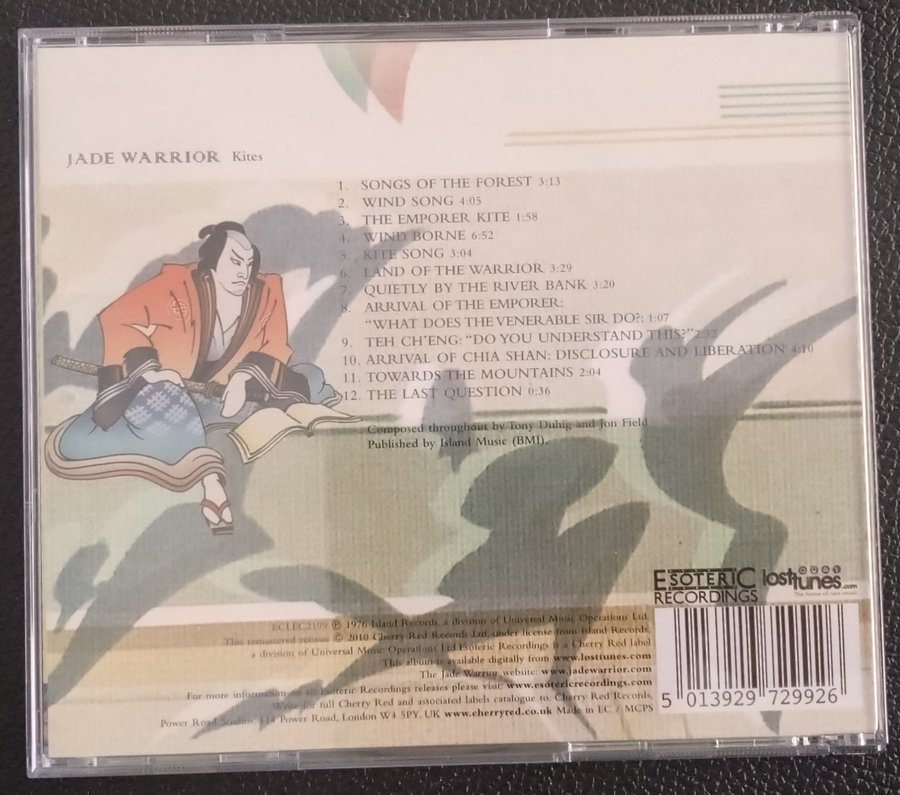 JADE WARRIOR Kites
1. SONGS OF THE FOREST 3:13
2. WIND SONG 4:05
3. THE EMPORER KITE 1:58
4. WIND BORNE 6:52
5. KITE SONG 3:04
6. LAND OF THE WARRIOR 3:29
7. QUIETLY BY THE RIVER BANK 3:20
8. ARRIVAL OF THE EMPORER:
“WHAT DOES THE VENERABLE SIR DO?: 1:07
9. TEH CH'ENG: “DO YOU UNDERSTAND THIS?” 2:52
10. ARRIVAL OF CHIA SHAN: DISCLOSURE AND LIBERATION 4:10
11. TOWARDS THE MOUNTAINS 2:04
12. THE LAST QUESTION 0:36
Composed throughout by Tony Duhig and Jon Field
Published by Island Music (BMI).
ESOTERIC
RECORDINGS
losttunes.com
The home of rare music
ECLEC2199 ℗ 1976 Island Records, a division of Universal Music Operations Ltd.
This remastered reissue © 2010 Cherry Red Records Ltd, under license from Island Records,
a division of Universal Music Operations Ltd Esoteric Recordings is a Cherry Red label
This album is available digitally from www.losttunes.com
The Jade Warrior website: www.jadewarrior.com
For more information on all Esoteric Recordings releases please visit: www.esotericrecordings.com
Write for full Cherry Red and associated labels catalogue to: Cherry Red Records,
Power Road Studios, 114 Power Road, London W4 5PY. UK www.cherryred.co.uk Made in EC / MCPS
5 013929 729926